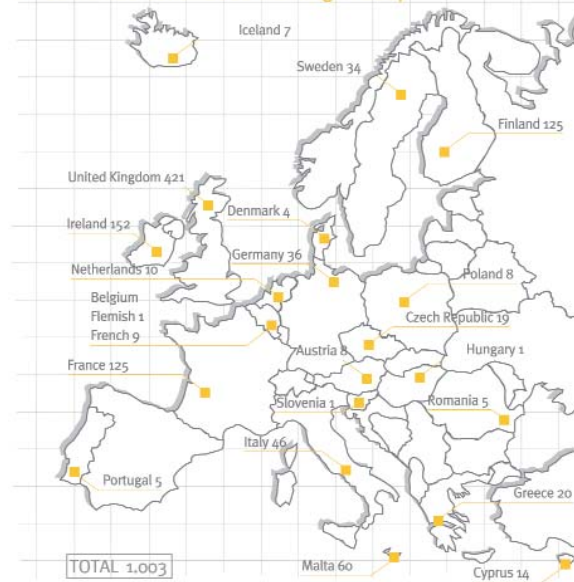 Iceland 7
Sweden 34
Finland 125
United Kingdom 421
Denmark 4
Ireland 152
Netherlands 10
Germany 36
Poland 8
Belgium
Flemish 1
French 9
Czech Republic 19
Austria 8
Hungary 1
France 125
Slovenia 1
Romania 5
Italy 46
Portugal 5
Greece 20
TOTAL 1.003
Malta 60
Cyprus 14